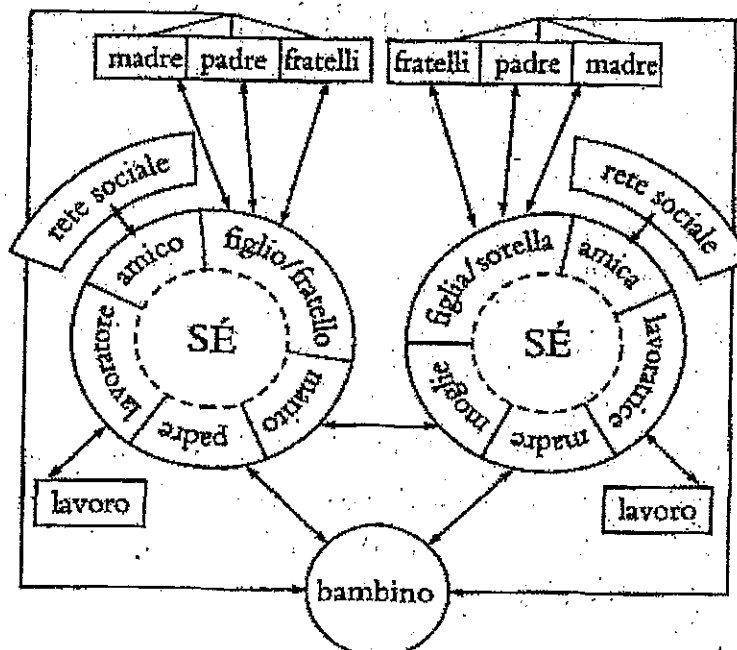 madre padre fratelli
fratelli padre madre
rete sociale
rete sociale
amico
figlio/fratello
figlia/sorella
amica
SÉ
SÉ
lavoratore
padre
marito
moglie
madre
lavoratrice
lavoro
lavoro
bambino